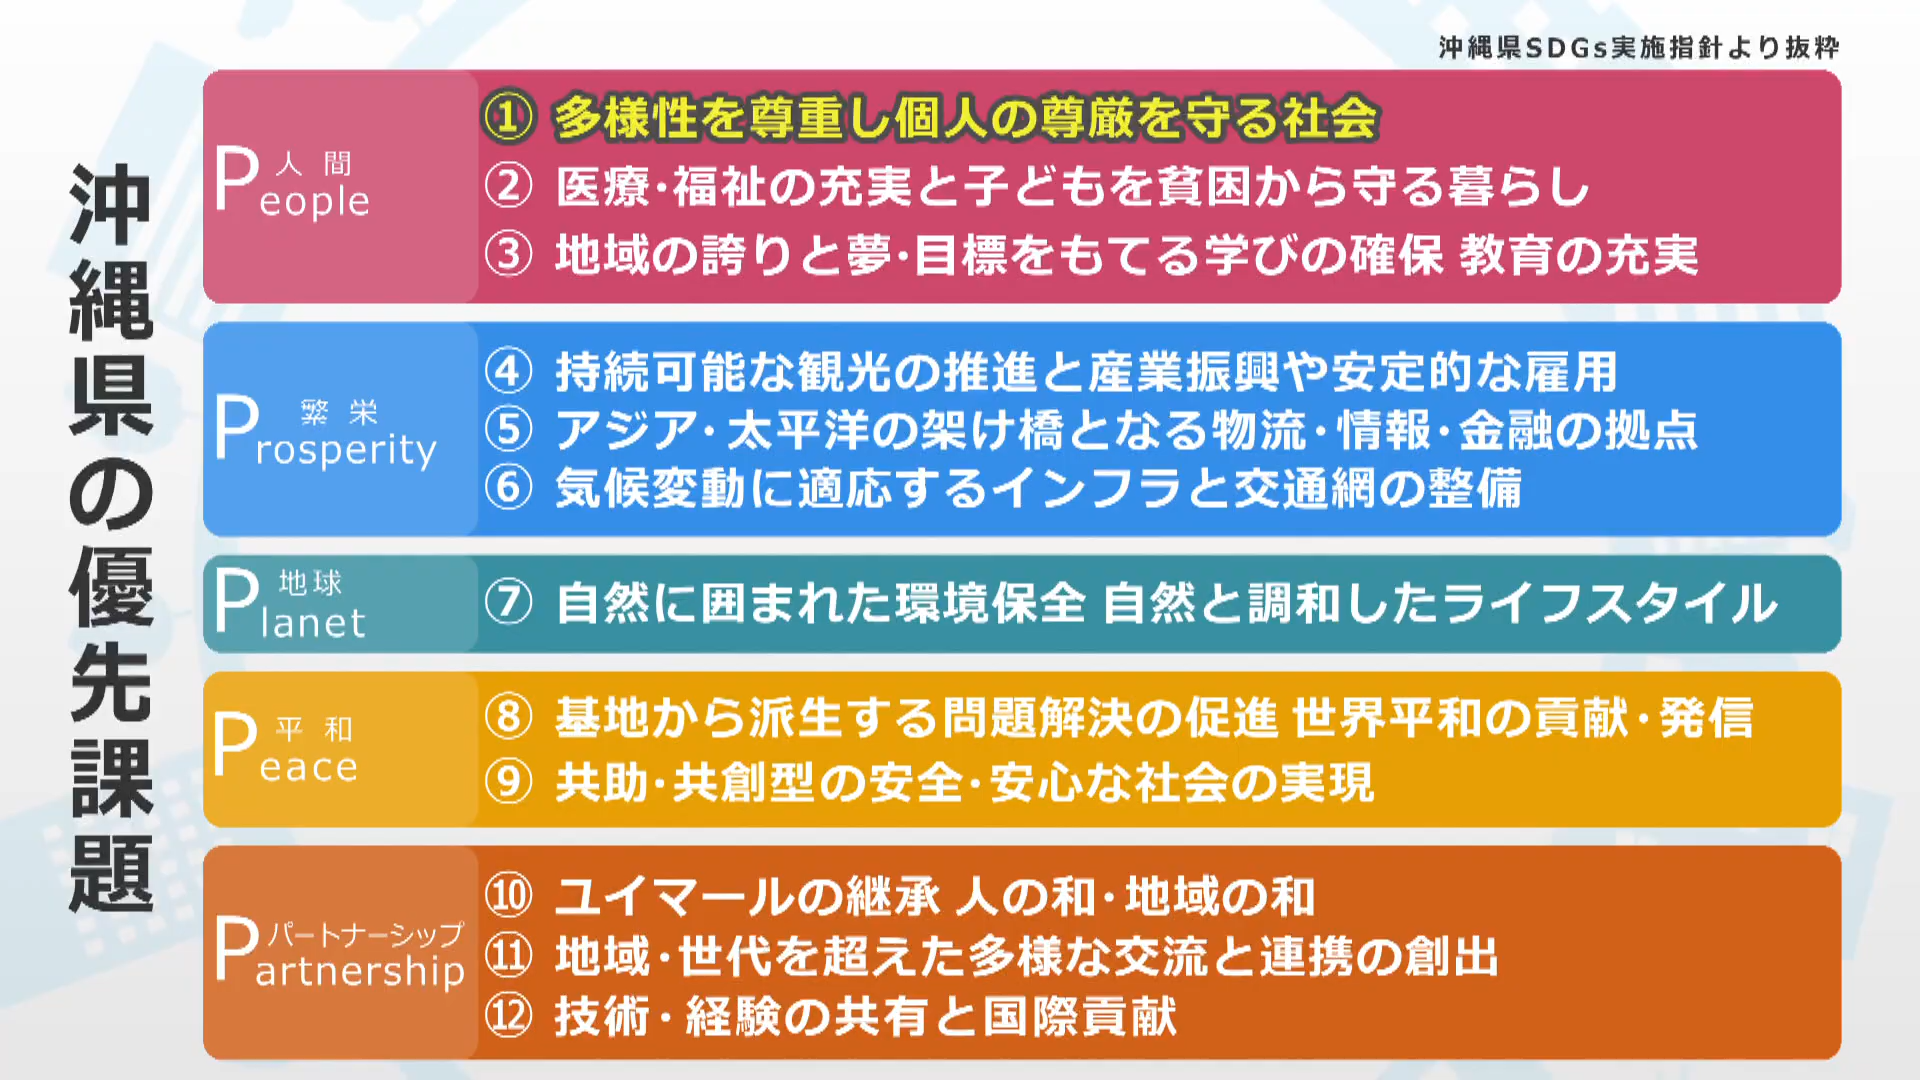 沖縄県SDGs実施指針より抜粋
沖縄県の優先課題
人間
People
① 多様性を尊重し個人の尊厳を守る社会
② 医療･福祉の充実と子どもを貧困から守る暮らし
③ 地域の誇りと夢･目標をもてる学びの確保 教育の充実
繁栄
Prosperity
④ 持続可能な観光の推進と産業振興や安定的な雇用
⑤ アジア･太平洋の架け橋となる物流･情報･金融の拠点
⑥ 気候変動に適応するインフラと交通網の整備
地球
Planet
⑦ 自然に囲まれた環境保全 自然と調和したライフスタイル
平和
Peace
⑧ 基地から派生する問題解決の促進 世界平和の貢献･発信
⑨ 共助･共創型の安全･安心な社会の実現
パートナーシップ
Partnership
⑩ ユイマールの継承 人の和･地域の和
⑪ 地域･世代を超えた多様な交流と連携の創出
⑫ 技術･経験の共有と国際貢献